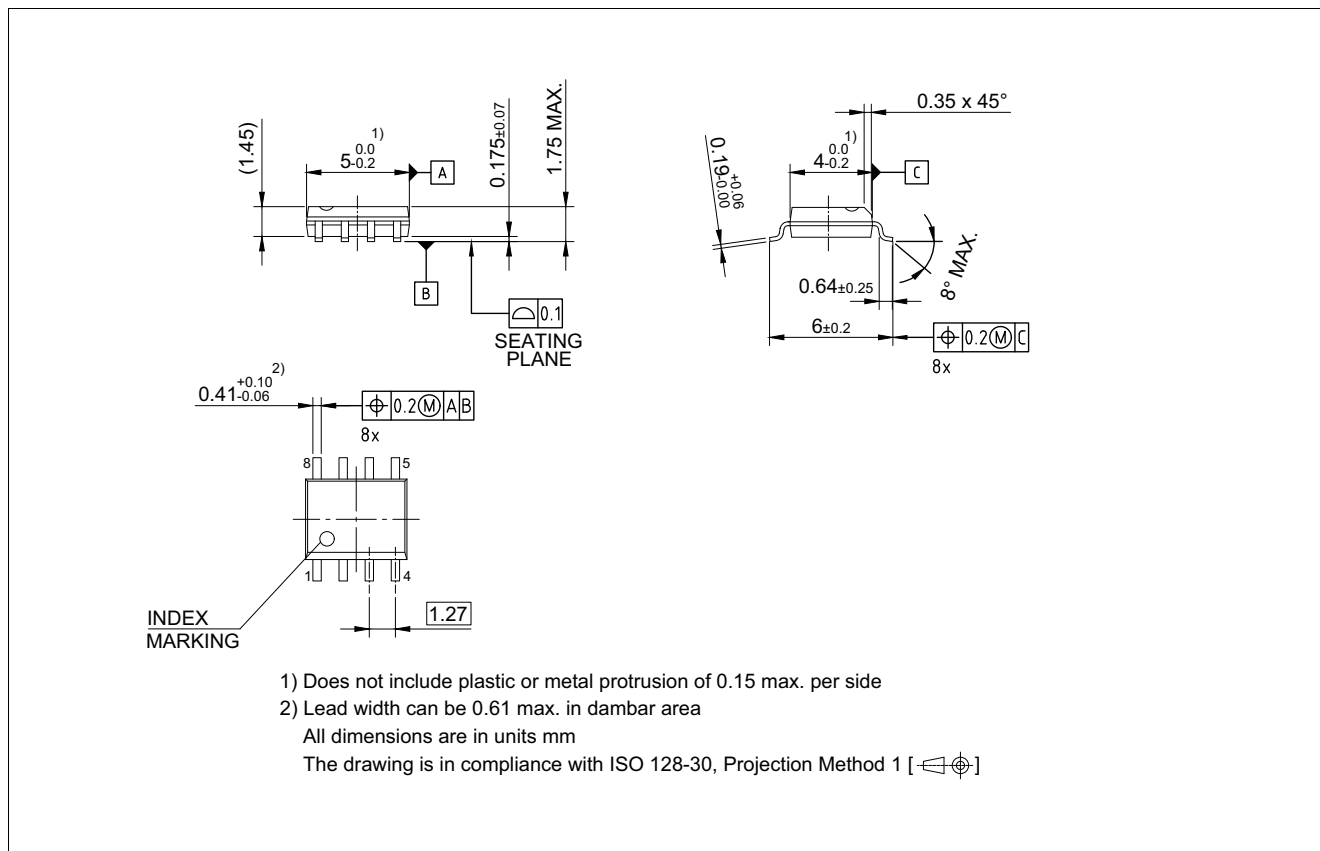 (1.45)
5 0.0 -0.2 1)
A
0.175±0.07
1.75 MAX.
B
⌓ 0.1
SEATING
PLANE
0.35 x 45°
4 0.0 -0.2 1)
C
0.19 +0.06 -0.00
0.64±0.25
8° MAX.
6±0.2
⌖ 0.2 Ⓜ C
8x
0.41 +0.10 -0.06 2)
⌖ 0.2 Ⓜ A B
8x
8
5
1
4
1.27
INDEX
MARKING
1) Does not include plastic or metal protrusion of 0.15 max. per side
2) Lead width can be 0.61 max. in dambar area
All dimensions are in units mm
The drawing is in compliance with ISO 128-30, Projection Method 1 [ ]